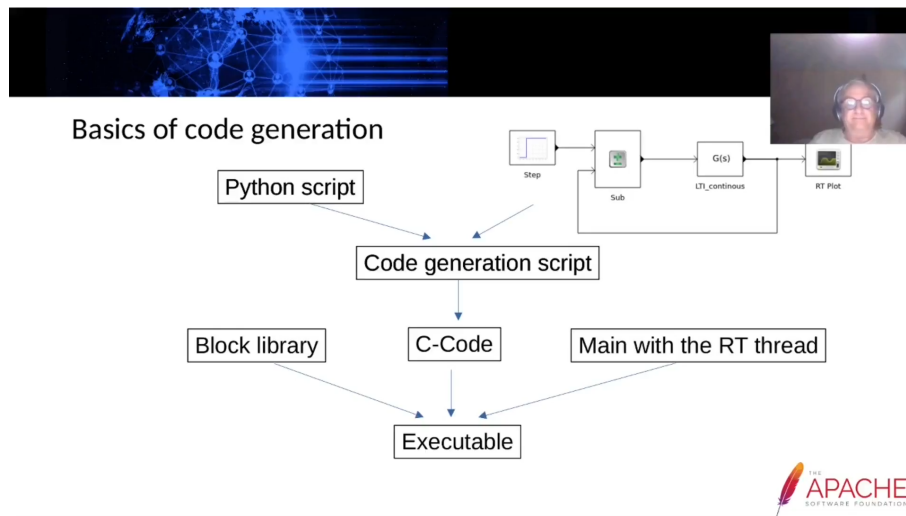 Basics of code generation
Step
Sub
G(s)
LTI_continous
RT Plot
Python script
Code generation script
Block library
C-Code
Main with the RT thread
Executable
THE
APACHE
SOFTWARE FOUNDATION